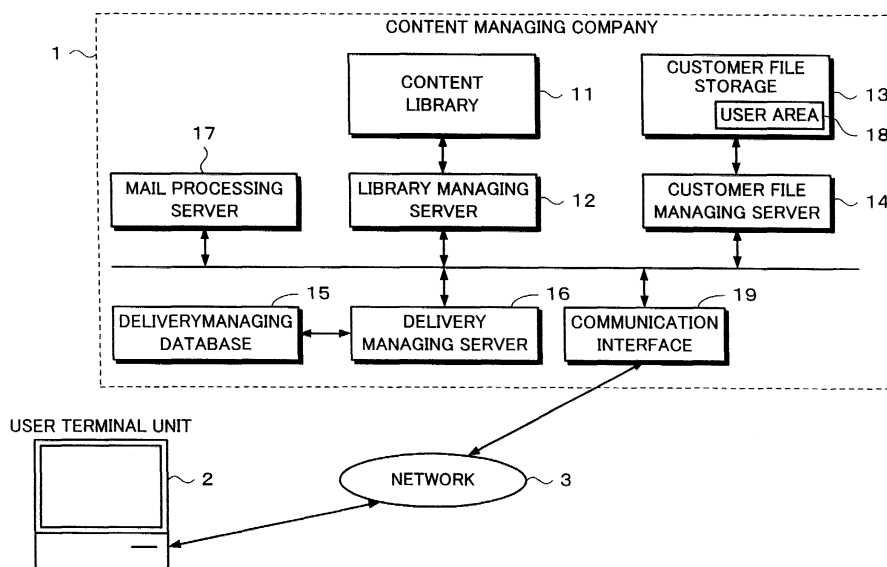 CONTENT MANAGING COMPANY
1
CONTENT
LIBRARY
11
CUSTOMER FILE
STORAGE
13
USER AREA
18
17
MAIL PROCESSING
SERVER
LIBRARY MANAGING
SERVER
12
CUSTOMER FILE
MANAGING SERVER
14
15
16
19
DELIVERYMANAGING
DATABASE
DELIVERY
MANAGING SERVER
COMMUNICATION
INTERFACE
USER TERMINAL UNIT
2
NETWORK
3